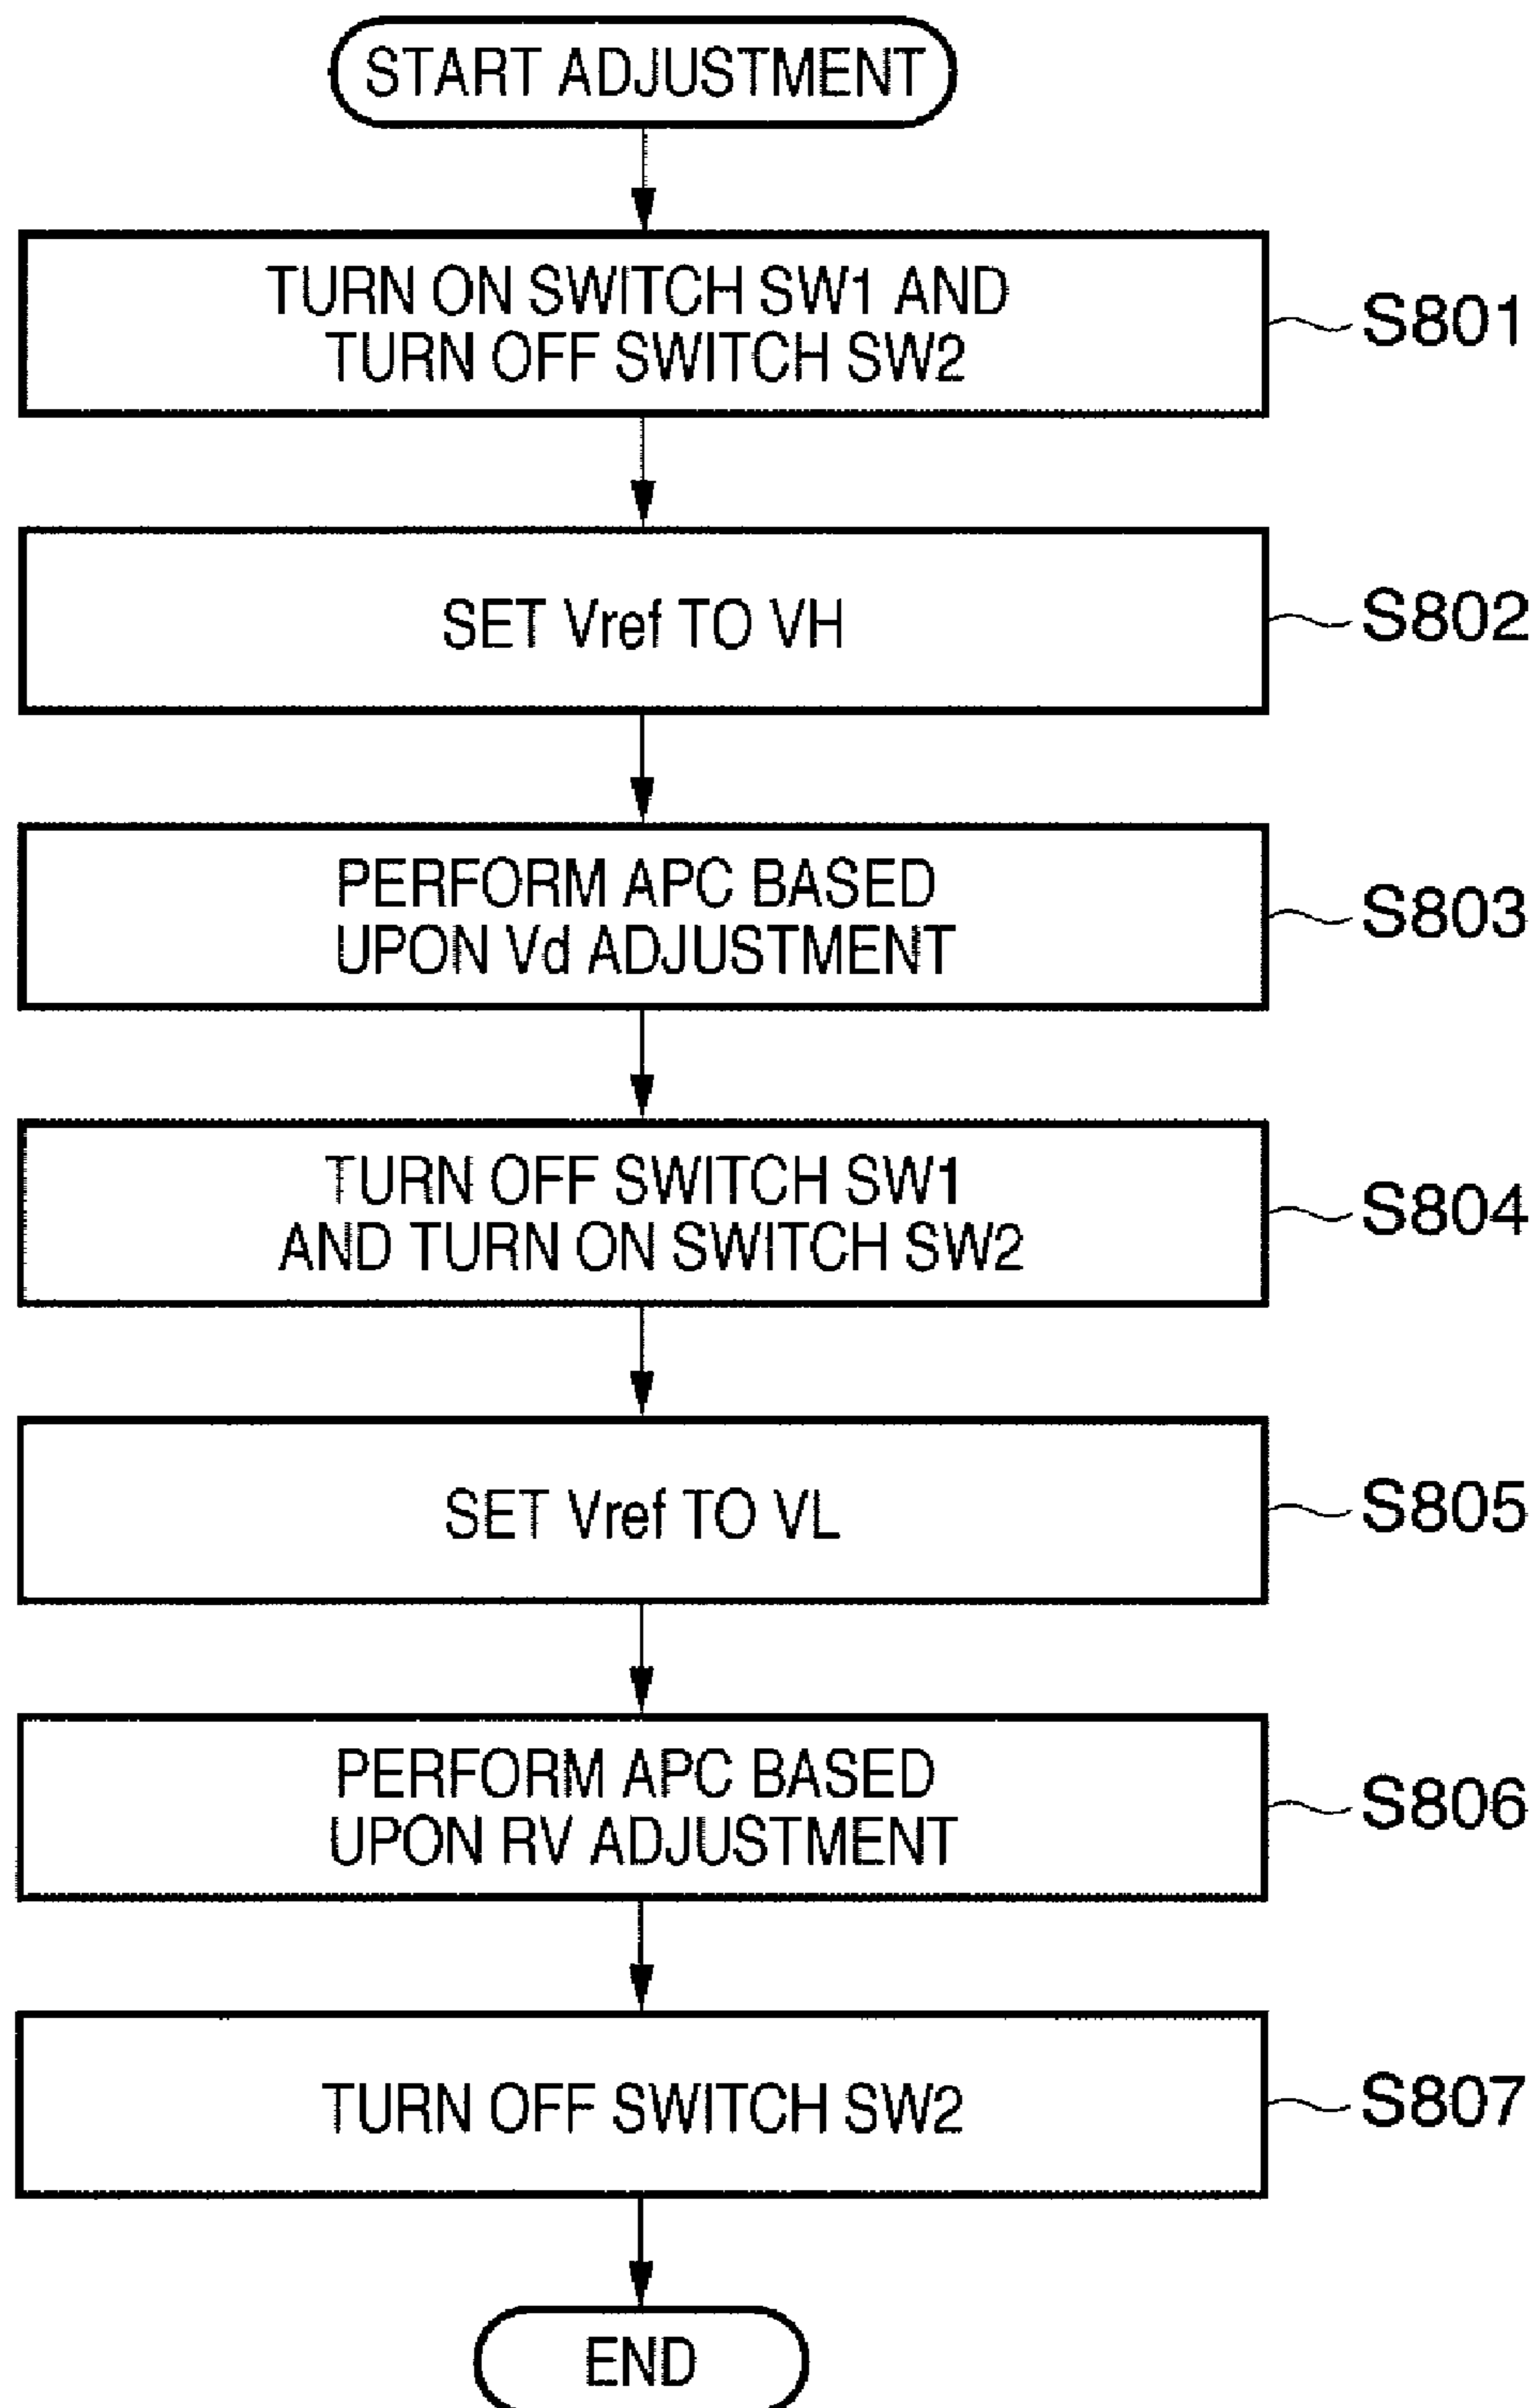 START ADJUSTMENT
TURN ON SWITCH SW1 AND
TURN OFF SWITCH SW2
S801
SET Vref TO VH
S802
PERFORM APC BASED
UPON Vd ADJUSTMENT
S803
TURN OFF SWITCH SW1
AND TURN ON SWITCH SW2
S804
SET Vref TO VL
S805
PERFORM APC BASED
UPON RV ADJUSTMENT
S806
TURN OFF SWITCH SW2
S807
END